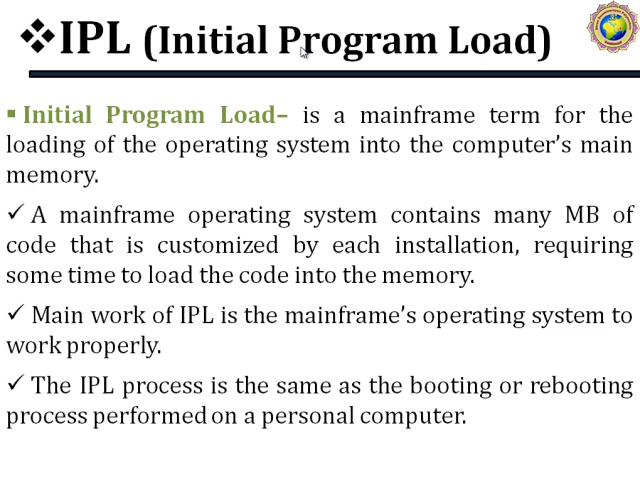 ❖IPL (Initial Program Load)
▪ Initial Program Load– is a mainframe term for the
loading of the operating system into the computer’s main
memory.
✓ A mainframe operating system contains many MB of
code that is customized by each installation, requiring
some time to load the code into the memory.
✓ Main work of IPL is the mainframe’s operating system to
work properly.
✓ The IPL process is the same as the booting or rebooting
process performed on a personal computer.